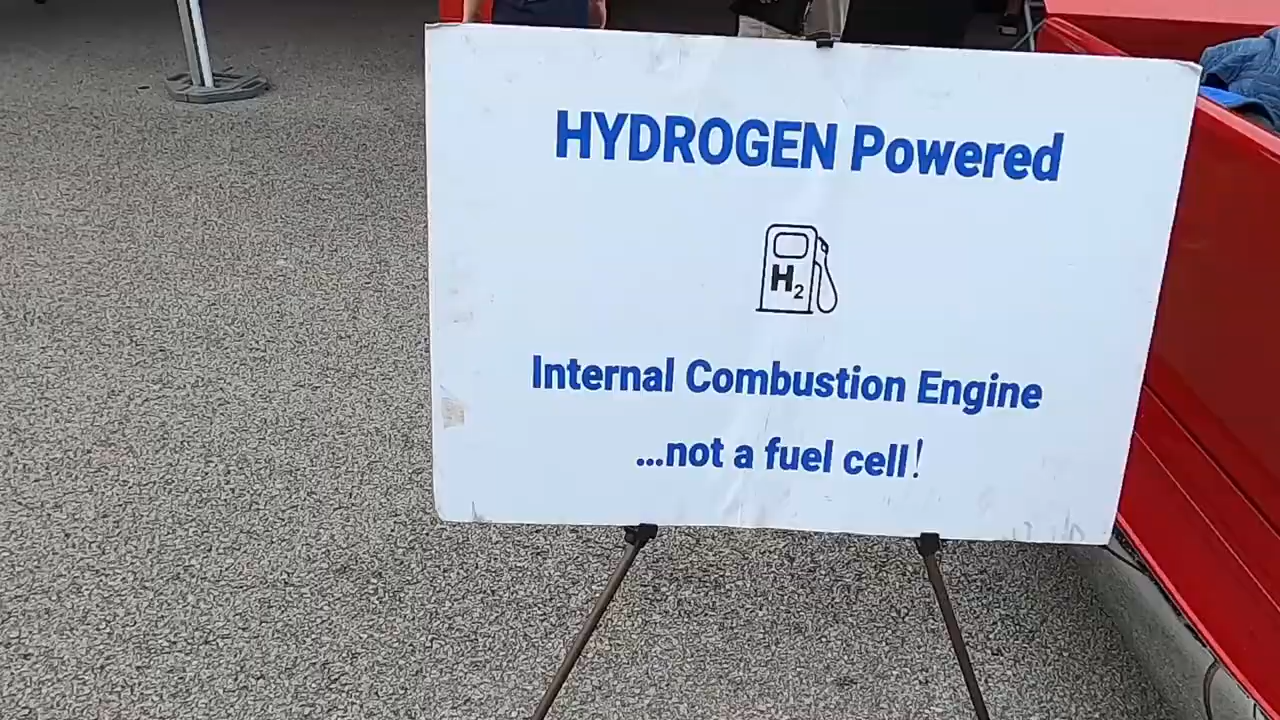 HYDROGEN Powered
H2
Internal Combustion Engine
...not a fuel cell!